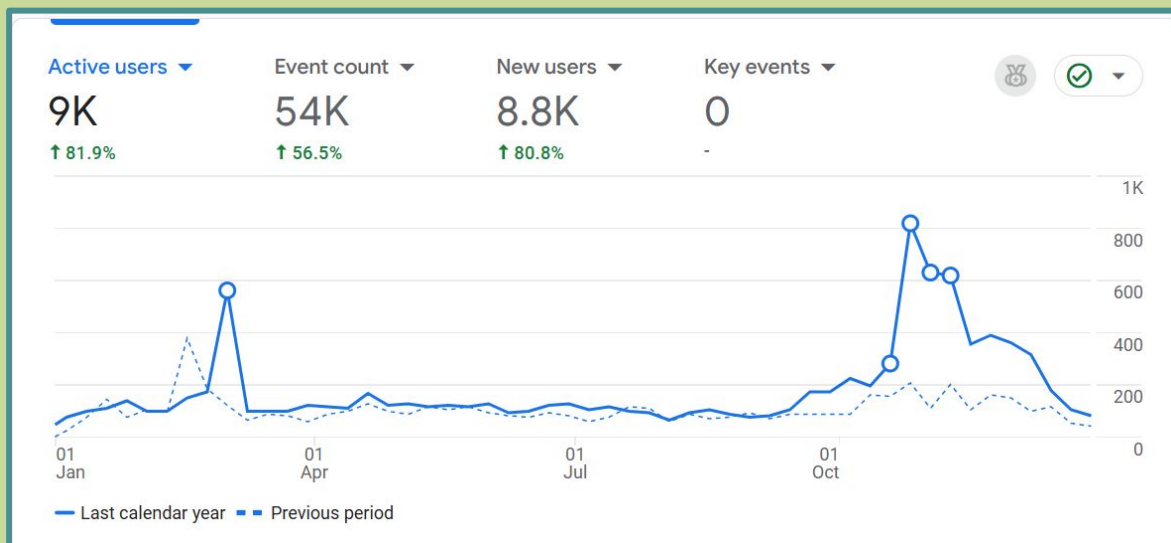 Active users
Event count
New users
Key events
9K
54K
8.8K
0
↑ 81.9%
↑ 56.5%
↑ 80.8%
-
1K
800
600
400
200
0
01
Jan
01
Apr
01
Jul
01
Oct
Last calendar year
Previous period